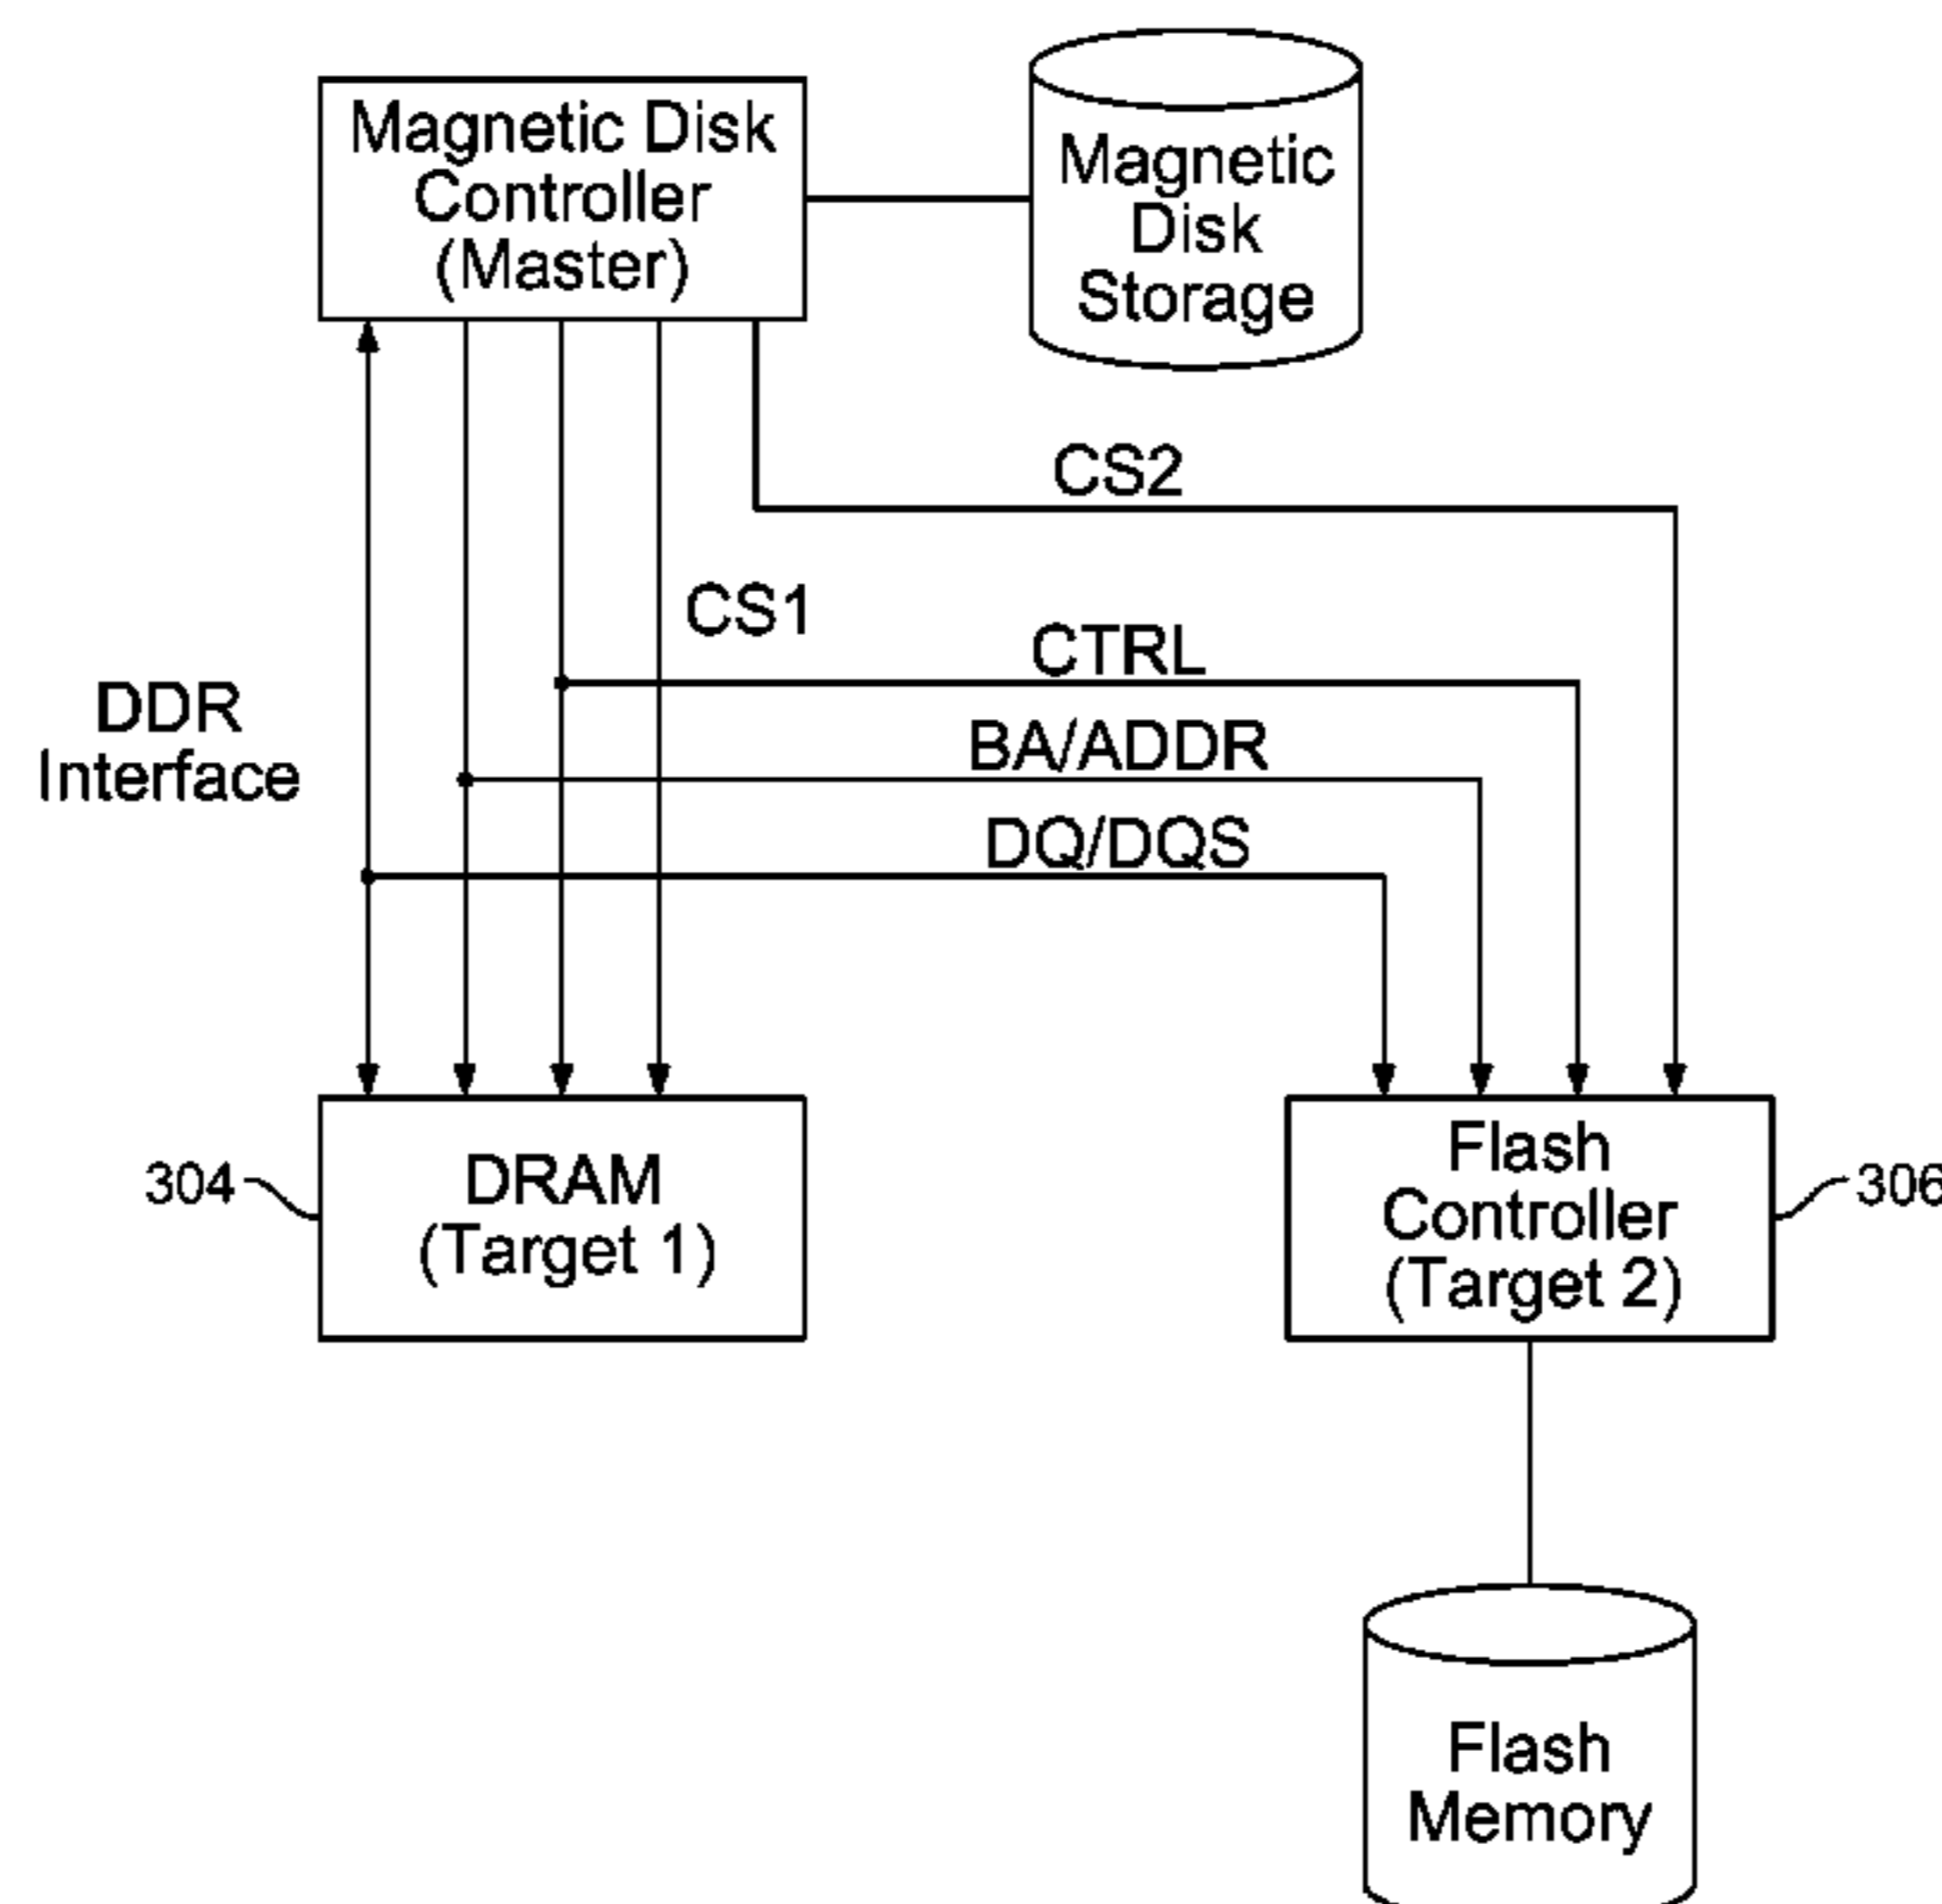 Magnetic Disk
Controller
(Master)
Magnetic
Disk
Storage
CS2
CS1
CTRL
DDR
Interface
BA/ADDR
DQ/DQS
304
DRAM
(Target 1)
Flash
Controller
(Target 2)
306
Flash
Memory